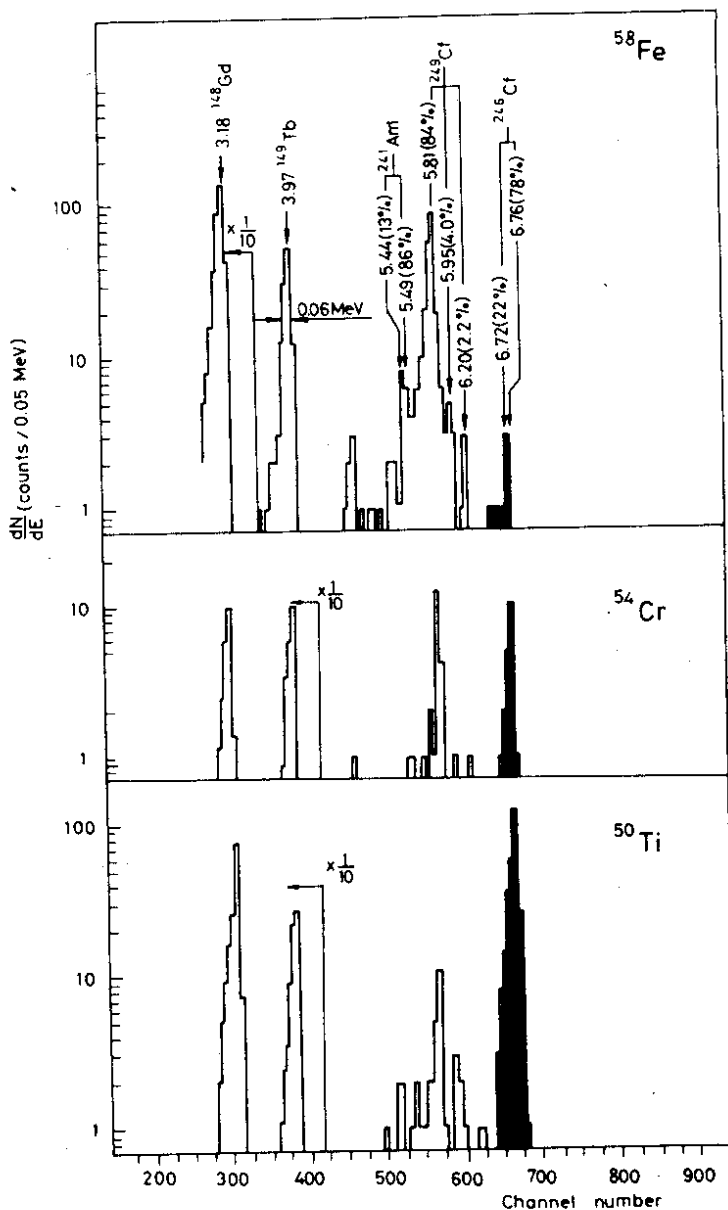 ⁵⁸Fe
3.18 ¹⁴⁸Gd
3.97 ¹⁴⁹Tb
²⁴¹Am
5.44(13%)
5.49(86%)
5.81(84%)
²⁴⁹Cf
5.95(4.0%)
6.20(2.2%)
²⁴⁶Cf
6.72(22%)
6.76(78%)
× 1/10
0.06MeV
100
10
1
dN/dE (counts / 0.05 MeV)
⁵⁴Cr
× 1/10
10
1
⁵⁰Ti
× 1/10
100
10
1
200 300 400 500 600 700 800 900
Channel number